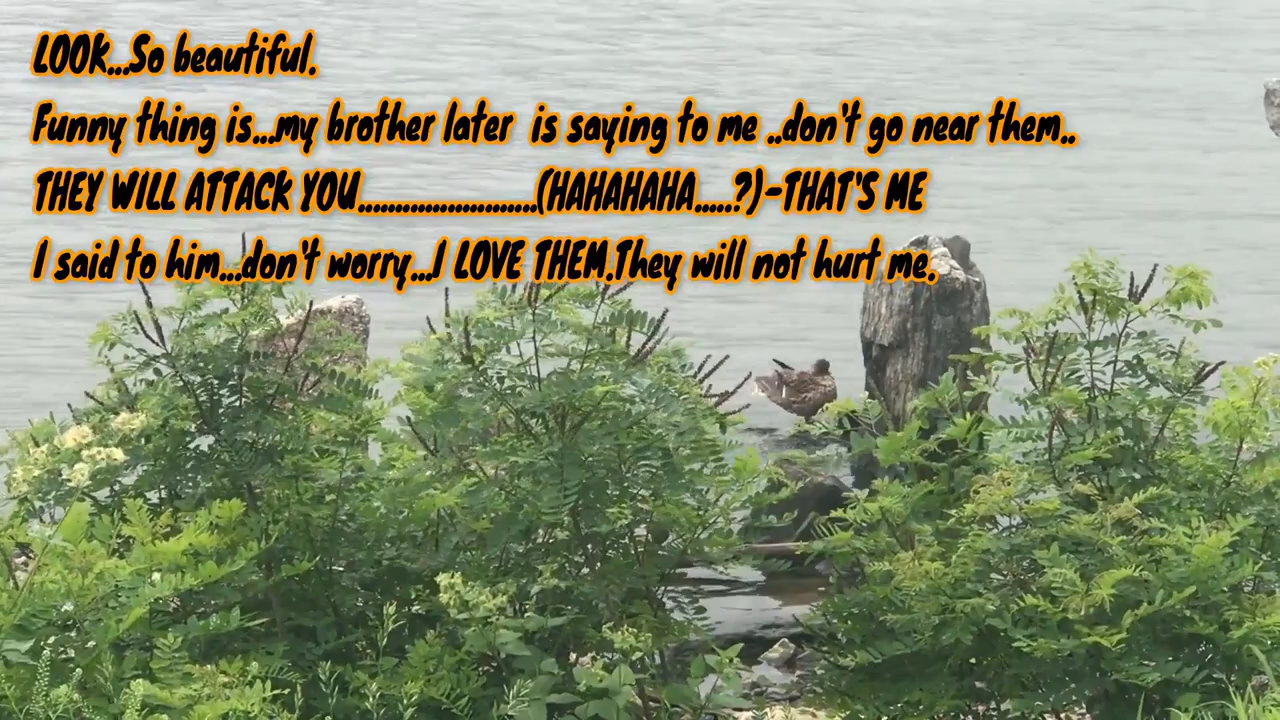 LOOK...So beautiful.
Funny thing is...my brother later  is saying to me ..don't go near them..
THEY WILL ATTACK YOU........................(HAHAHAHA.....?)-THAT'S ME
I said to him...don't worry...I LOVE THEM.They will not hurt me.